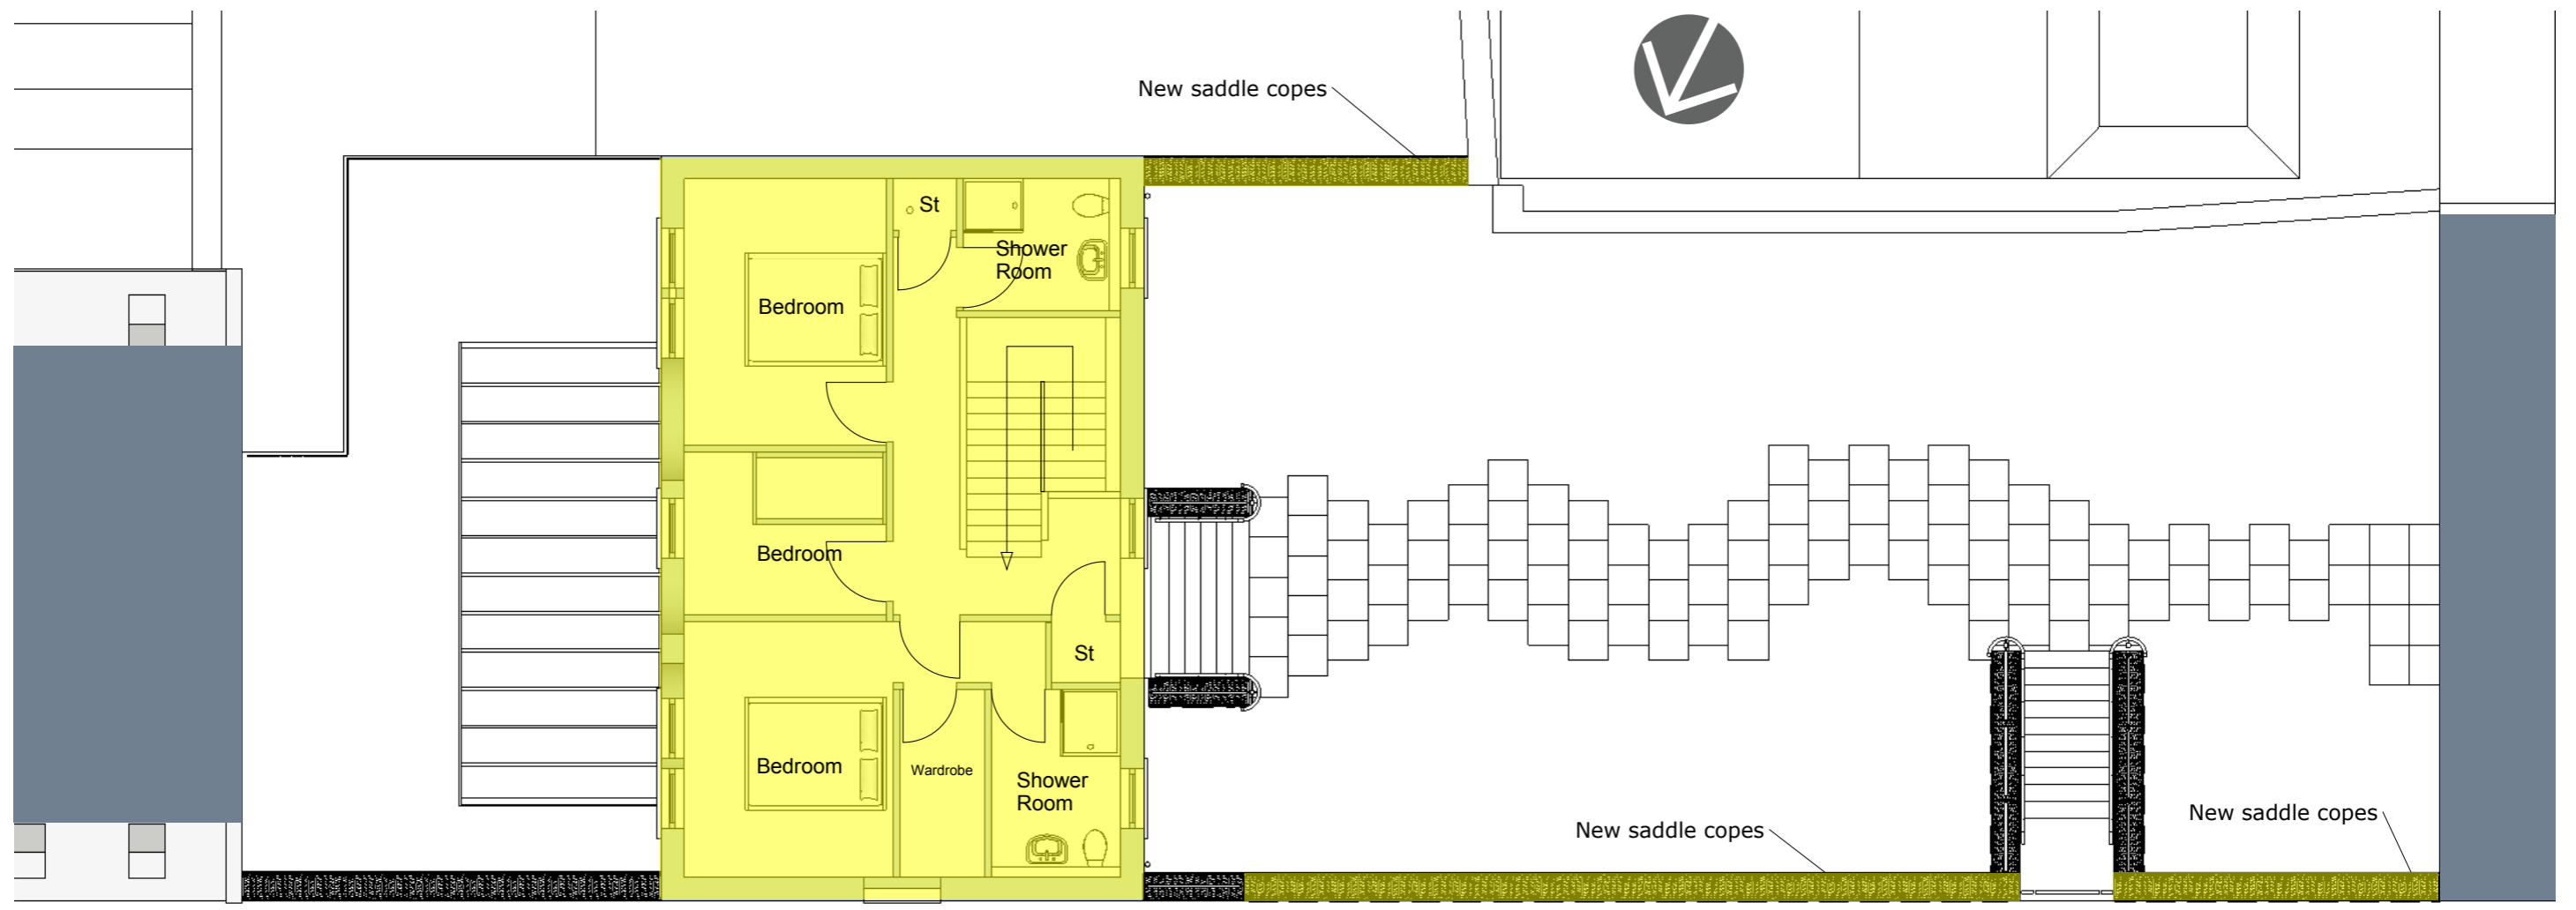 New saddle copes
St
Shower
Room
Bedroom
Bedroom
St
Bedroom
Wardrobe
Shower
Room
New saddle copes
New saddle copes